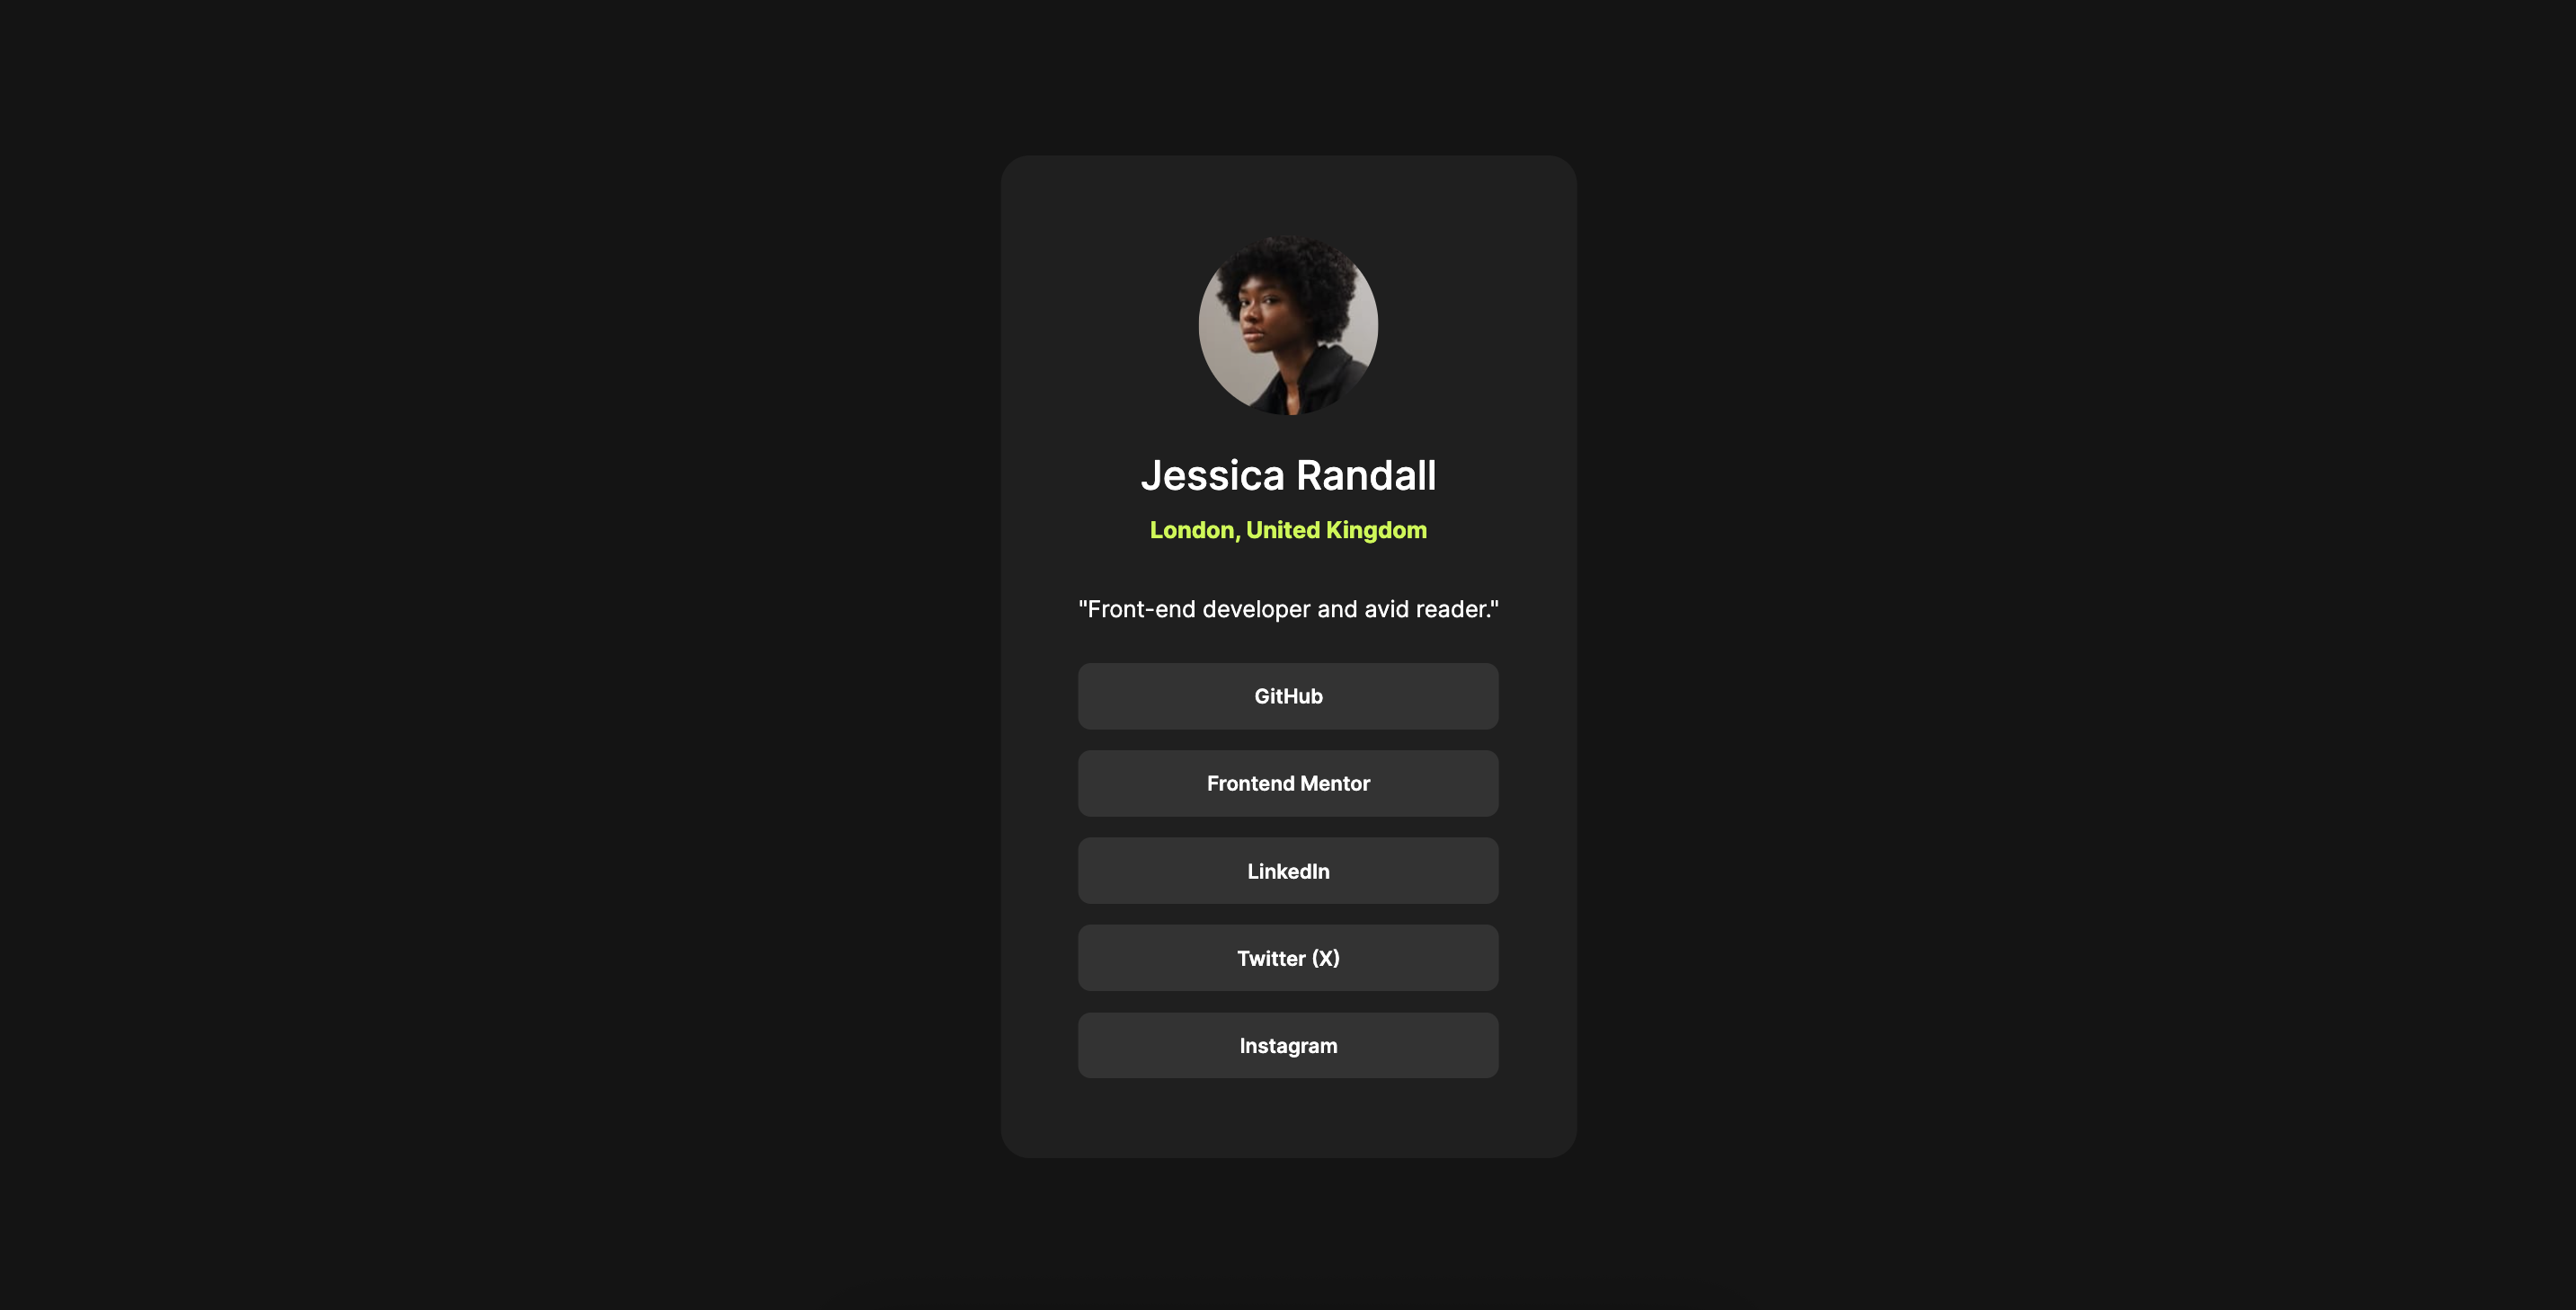 Jessica Randall
London, United Kingdom
"Front-end developer and avid reader."
GitHub
Frontend Mentor
LinkedIn
Twitter (X)
Instagram